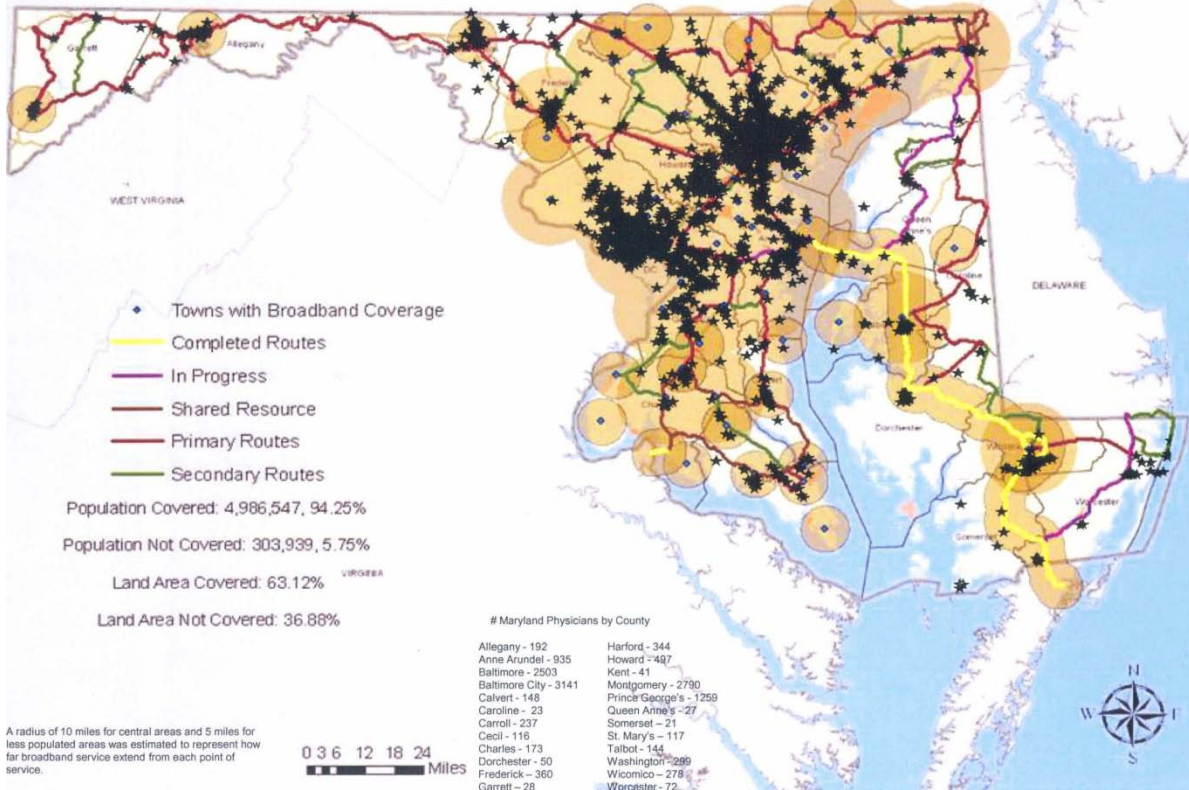 Garrett
Allegany
Frederick
WEST VIRGINIA
Howard
DC
Queen
Anne's
Caroline
DELAWARE
Dorchester
Worcester
Somerset
Towns with Broadband Coverage
Completed Routes
In Progress
Shared Resource
Primary Routes
Secondary Routes
Population Covered: 4,986,547, 94.25%
Population Not Covered: 303,939, 5.75%
Land Area Covered: 63.12%
VIRGINIA
Land Area Not Covered: 36.88%
# Maryland Physicians by County
Allegany - 192
Anne Arundel - 935
Baltimore - 2503
Baltimore City - 3141
Calvert - 148
Caroline - 23
Carroll - 237
Cecil - 116
Charles - 173
Dorchester - 50
Frederick - 360
Garrett – 28
Harford - 344
Howard - 497
Kent - 41
Montgomery - 2790
Prince George's - 1259
Queen Anne's - 27
Somerset – 21
St. Mary's – 117
Talbot - 144
Washington - 299
Wicomico - 278
Worcester - 72
A radius of 10 miles for central areas and 5 miles for
less populated areas was estimated to represent how
far broadband service extend from each point of
service.
0 3 6 12 18 24
Miles
N
W E
S